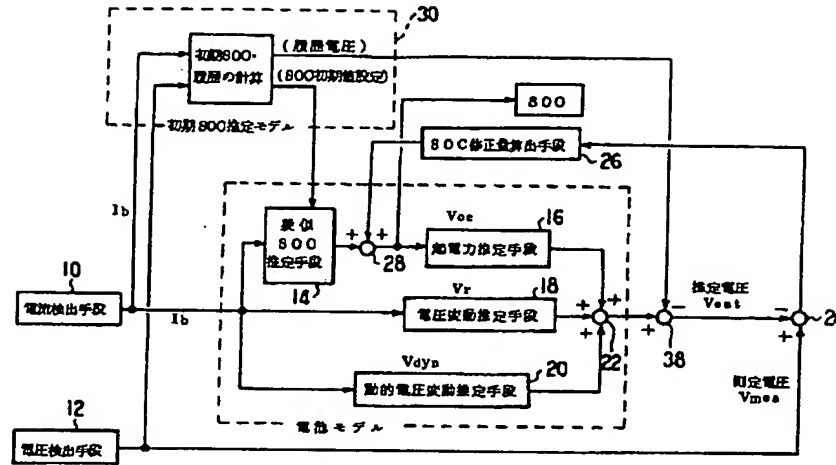 30
初期SOC・
履歴の計算
(履歴電圧)
(SOC初期値設定)
初期SOC推定モデル
SOC
SOC修正量算出手段
26
Ib
疑似
SOC
推定手段
14
+
+
28
Voc
16
起電力推定手段
10
電流検出手段
Ib
Vr
18
電圧変動推定手段
+
+
+
22
+
-
38
推定電圧
Vest
-
+
2
Vdyn
20
動的電圧変動推定手段
電池モデル
測定電圧
Vmea
12
電圧検出手段